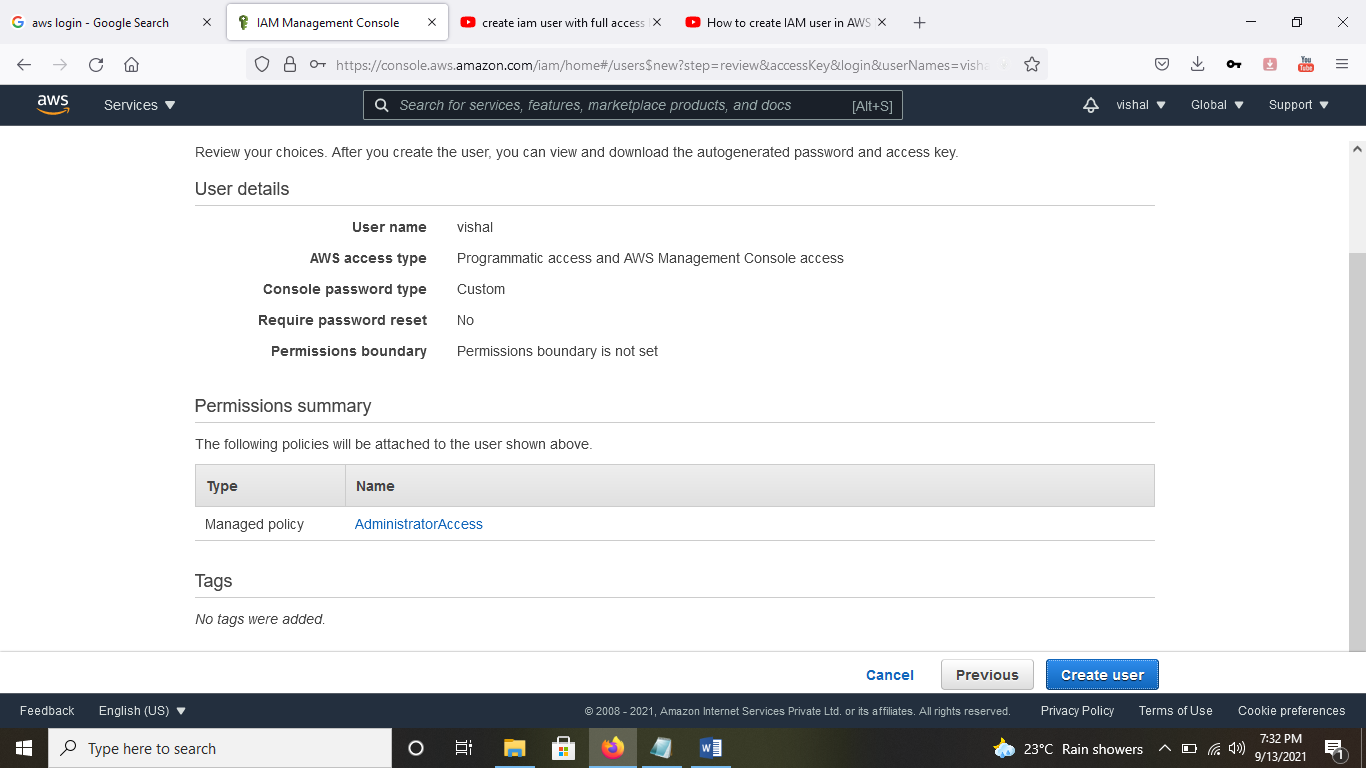 aws login - Google Search
IAM Management Console
create iam user with full access
How to create IAM user in AWS
https://console.aws.amazon.com/iam/home#/users$new?step=review&accessKey&login&userNames=visha
aws
Services
Search for services, features, marketplace products, and docs
[Alt+S]
vishal
Global
Support
Review your choices. After you create the user, you can view and download the autogenerated password and access key.
User details
User name vishal
AWS access type Programmatic access and AWS Management Console access
Console password type Custom
Require password reset No
Permissions boundary Permissions boundary is not set
Permissions summary
The following policies will be attached to the user shown above.
Type Name
Managed policy AdministratorAccess
Tags
No tags were added.
Cancel Previous Create user
Feedback English (US) © 2008 - 2021, Amazon Internet Services Private Ltd. or its affiliates. All rights reserved. Privacy Policy Terms of Use Cookie preferences
Type here to search
23°C Rain showers
7:32 PM
9/13/2021
1